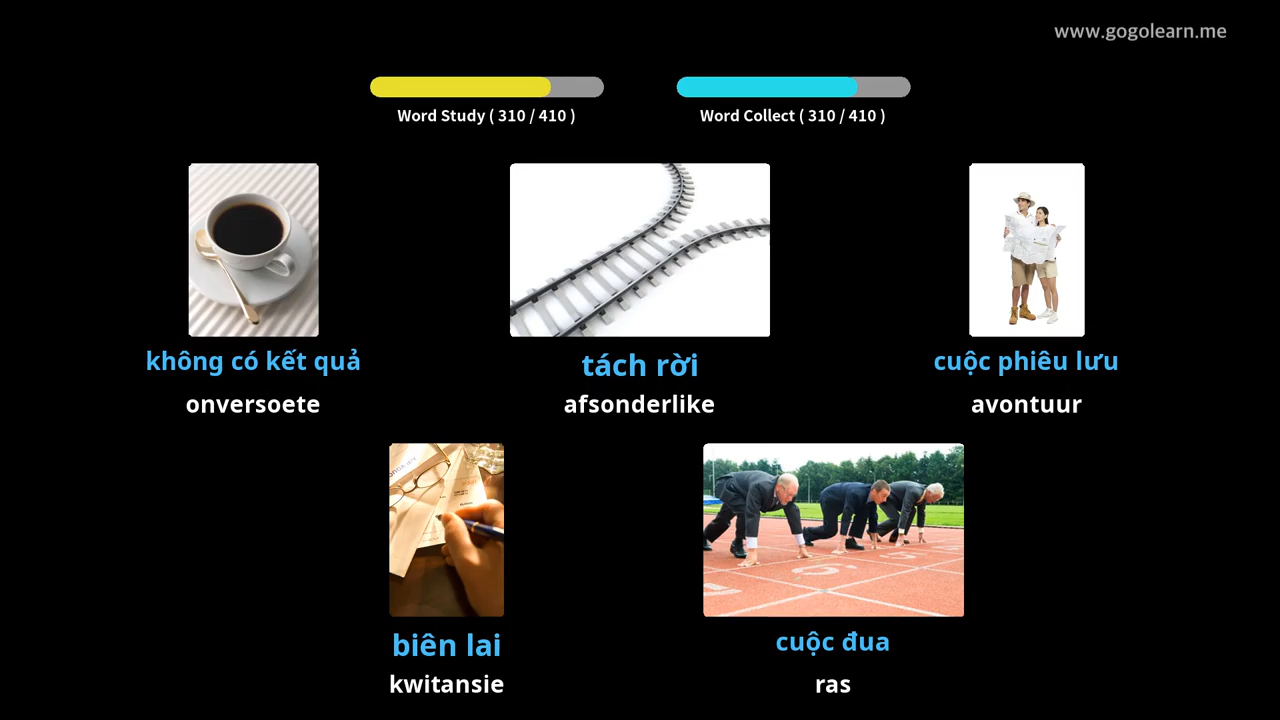 www.gogolearn.me
Word Study ( 310 / 410 )
Word Collect ( 310 / 410 )
không có kết quả
onversoete
tách rời
afsonderlike
cuộc phiêu lưu
avontuur
biên lai
kwitansie
cuộc đua
ras